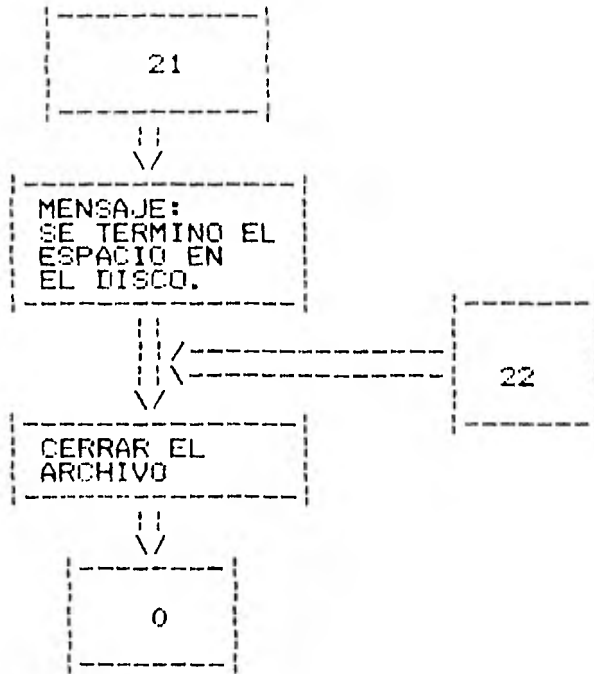 21
MENSAJE:
SE TERMINO EL
ESPACIO EN
EL DISCO.
22
CERRAR EL
ARCHIVO
0